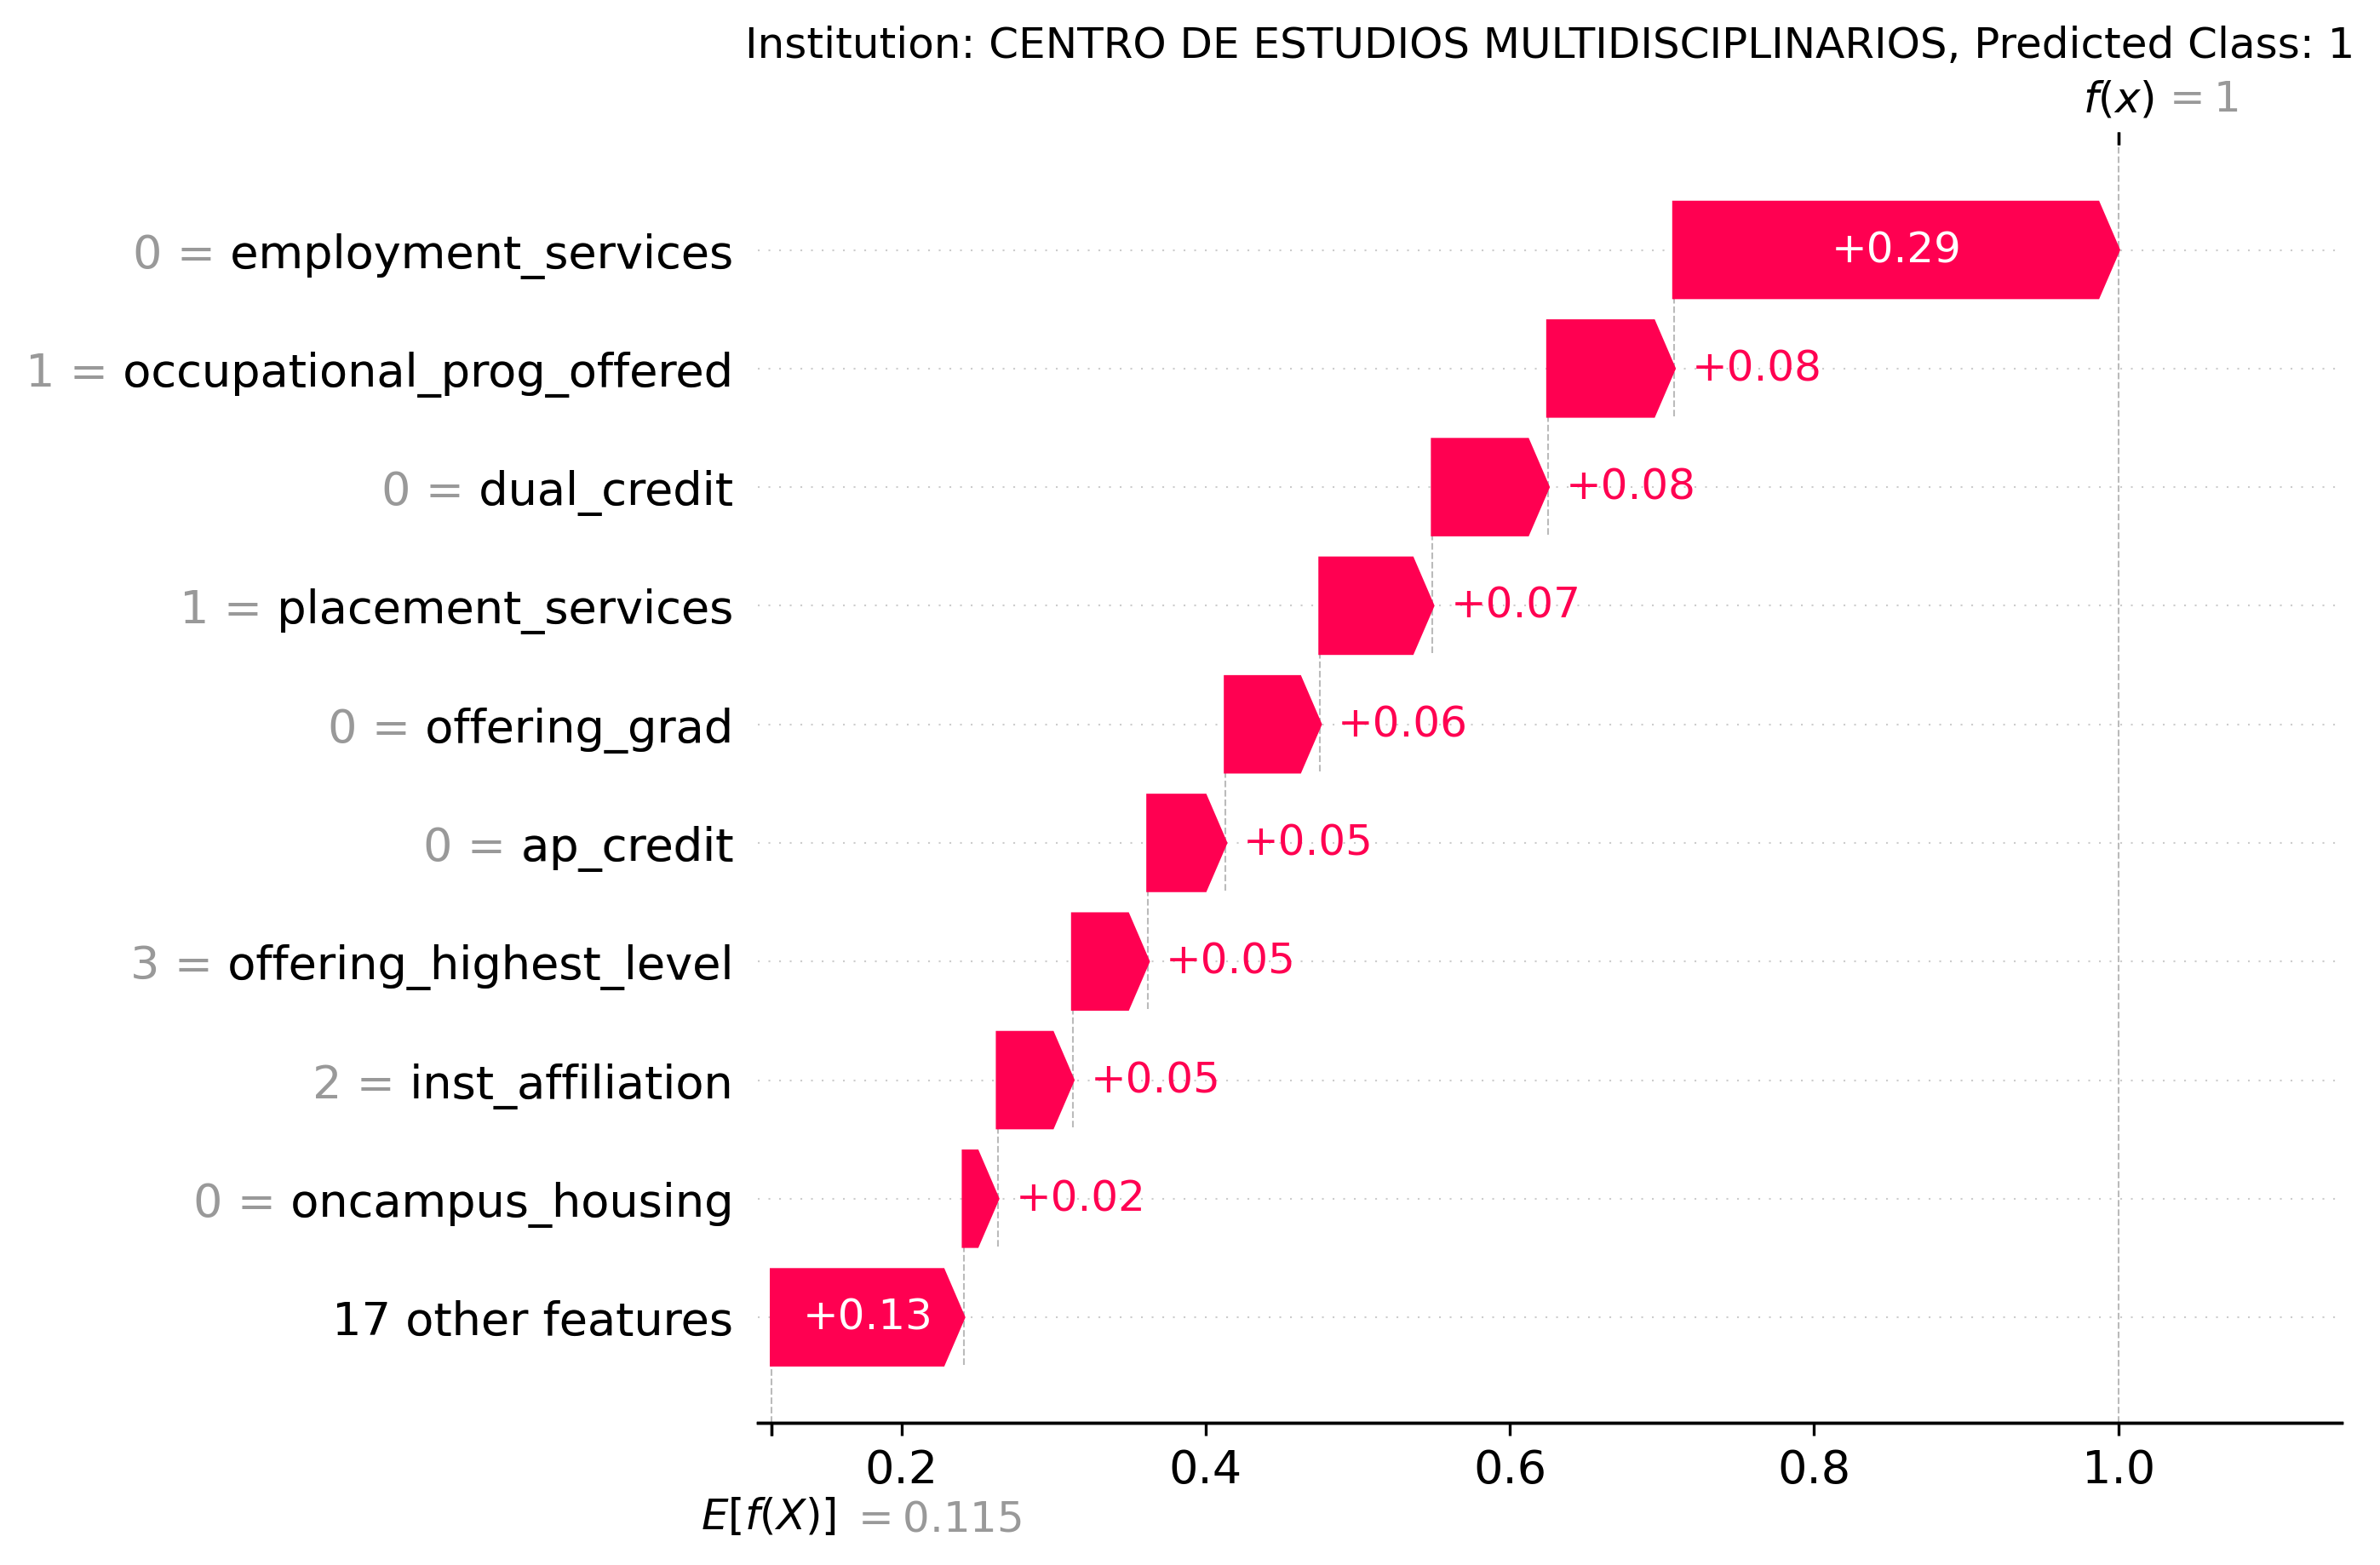 Institution: CENTRO DE ESTUDIOS MULTIDISCIPLINARIOS, Predicted Class: 1
f(x) = 1
0 = employment_services +0.29
1 = occupational_prog_offered +0.08
0 = dual_credit +0.08
1 = placement_services +0.07
0 = offering_grad +0.06
0 = ap_credit +0.05
3 = offering_highest_level +0.05
2 = inst_affiliation +0.05
0 = oncampus_housing +0.02
17 other features +0.13
0.2 0.4 0.6 0.8 1.0
E[f(X)] = 0.115